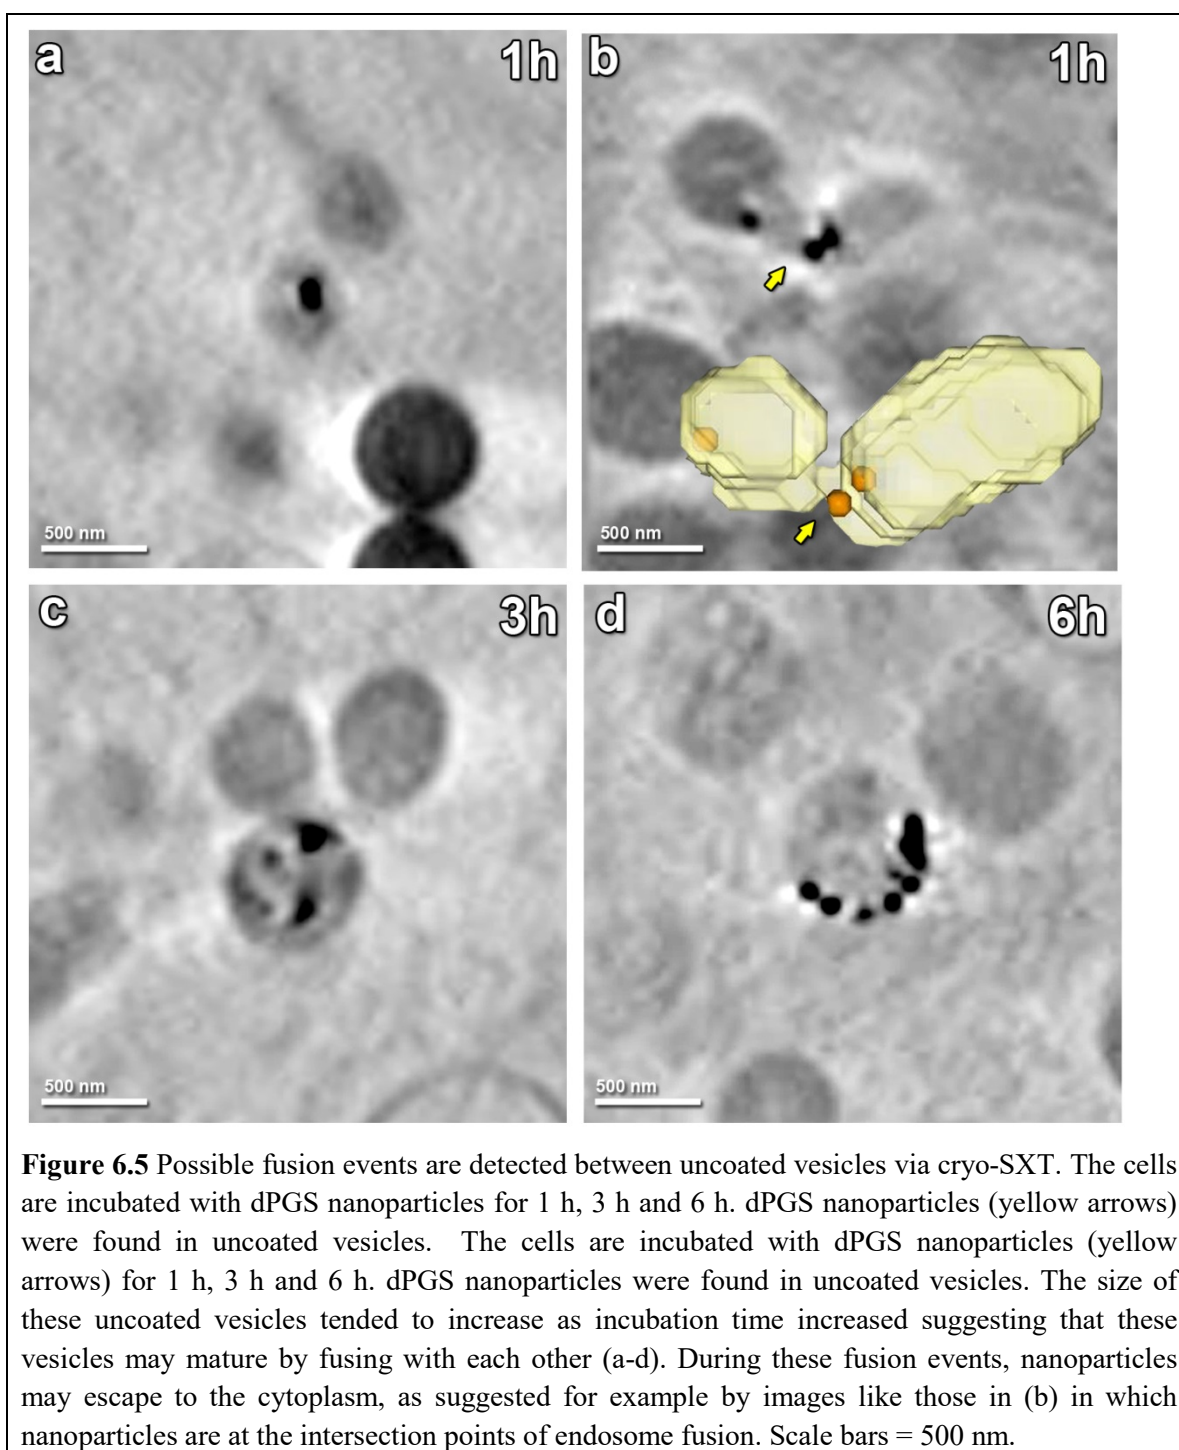 a
1h
b
1h
500 nm
500 nm
c
3h
d
6h
500 nm
500 nm
Figure 6.5 Possible fusion events are detected between uncoated vesicles via cryo-SXT. The cells
are incubated with dPGS nanoparticles for 1 h, 3 h and 6 h. dPGS nanoparticles (yellow arrows)
were found in uncoated vesicles.  The cells are incubated with dPGS nanoparticles (yellow
arrows) for 1 h, 3 h and 6 h. dPGS nanoparticles were found in uncoated vesicles. The size of
these uncoated vesicles tended to increase as incubation time increased suggesting that these
vesicles may mature by fusing with each other (a-d). During these fusion events, nanoparticles
may escape to the cytoplasm, as suggested for example by images like those in (b) in which
nanoparticles are at the intersection points of endosome fusion. Scale bars = 500 nm.